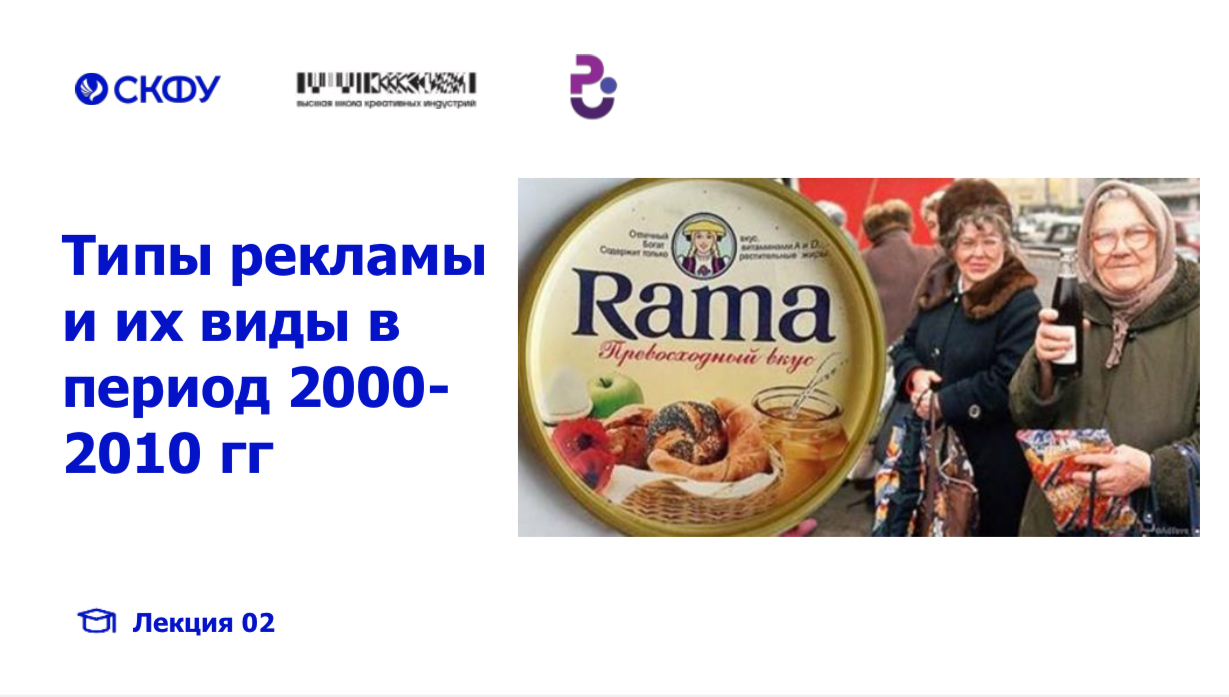 СКФУ
высшая школа креативных индустрий
Типы рекламы
и их виды в
период 2000-
2010 гг
Отличный вкус.
Богат витаминами А и D.
Содержит только растительные жиры.
Rama
Превосходный вкус
Лекция 02